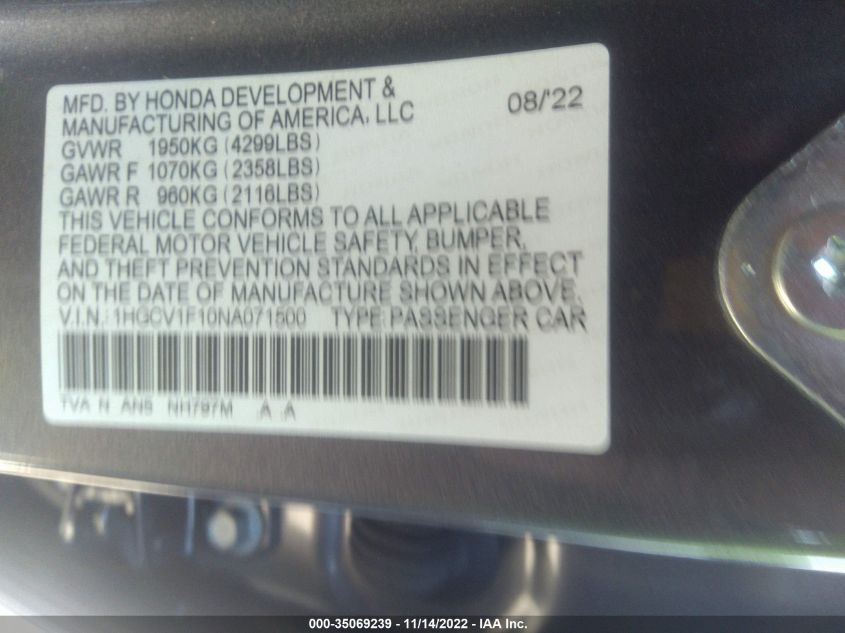 MFD. BY HONDA DEVELOPMENT & 08/'22
MANUFACTURING OF AMERICA, LLC
GVWR 1950KG (4299LBS)
GAWR F 1070KG (2358LBS)
GAWR R 960KG (2116LBS)
THIS VEHICLE CONFORMS TO ALL APPLICABLE
FEDERAL MOTOR VEHICLE SAFETY, BUMPER,
AND THEFT PREVENTION STANDARDS IN EFFECT
ON THE DATE OF MANUFACTURE SHOWN ABOVE.
V.I.N.: 1HGCV1F10NA071500 TYPE: PASSENGER CAR
TVA N AN5 NH797M A A
000-35069239 - 11/14/2022 - IAA Inc.